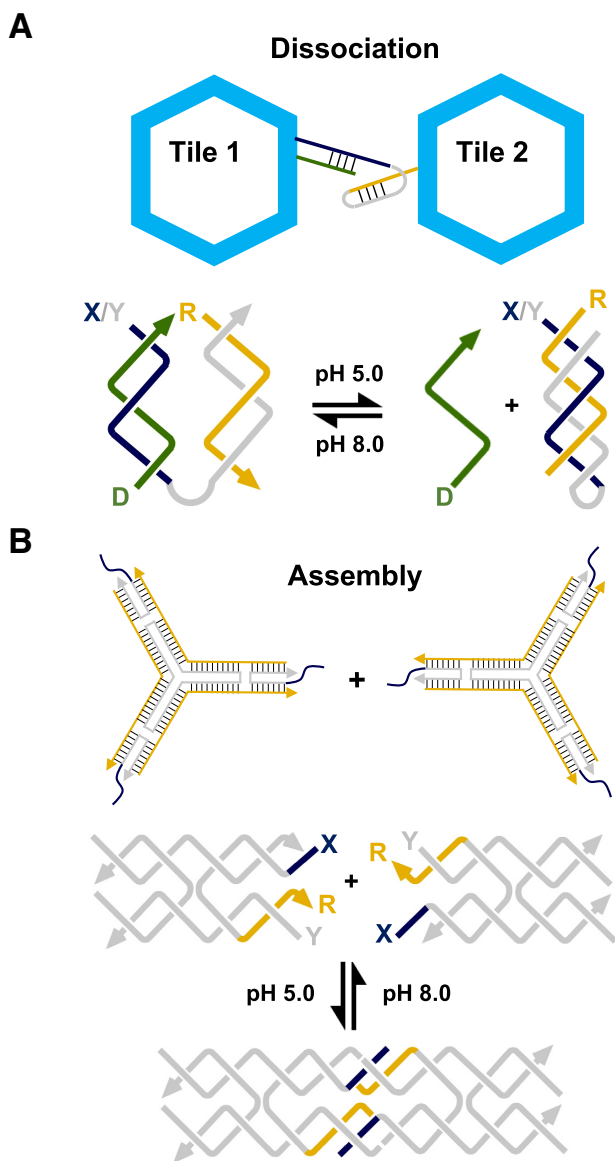 A
Dissociation
Tile 1
Tile 2
X/Y
R
D
pH 5.0
pH 8.0
X/Y
R
+
D
B
Assembly
+
X
R
Y
+
Y
R
X
pH 5.0
pH 8.0